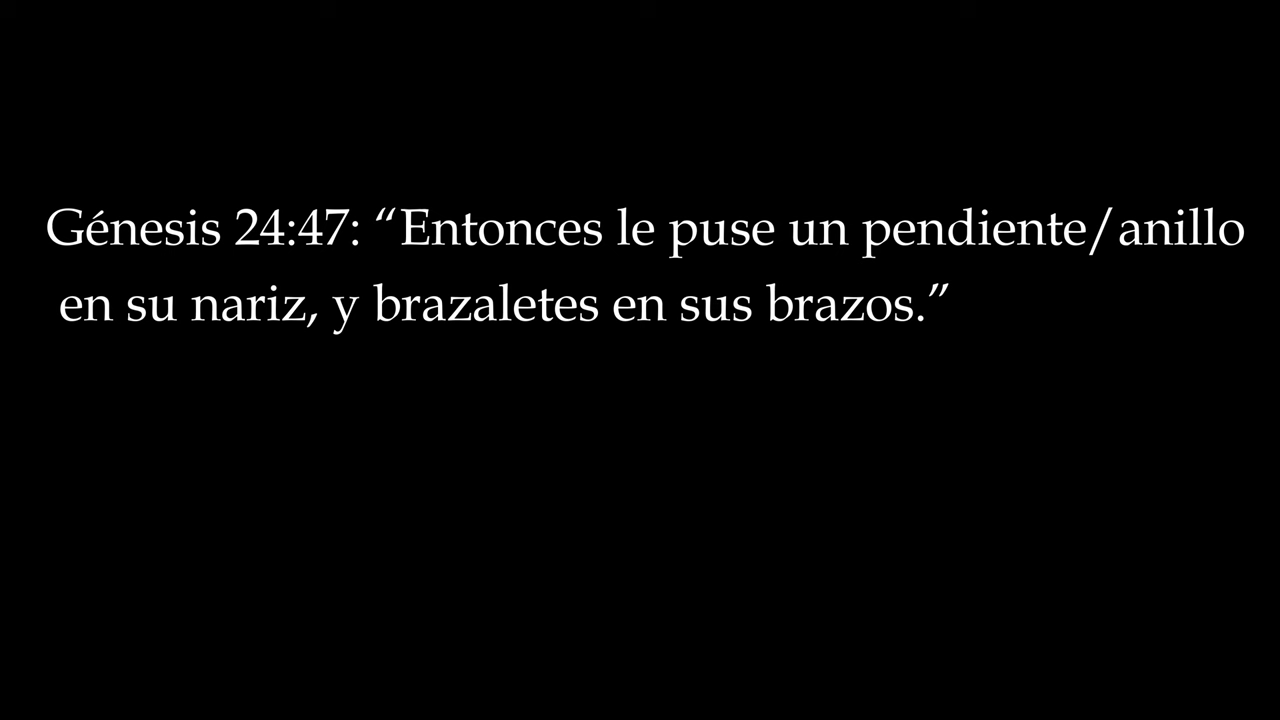 Génesis 24:47: “Entonces le puse un pendiente/anillo
en su nariz, y brazaletes en sus brazos.”